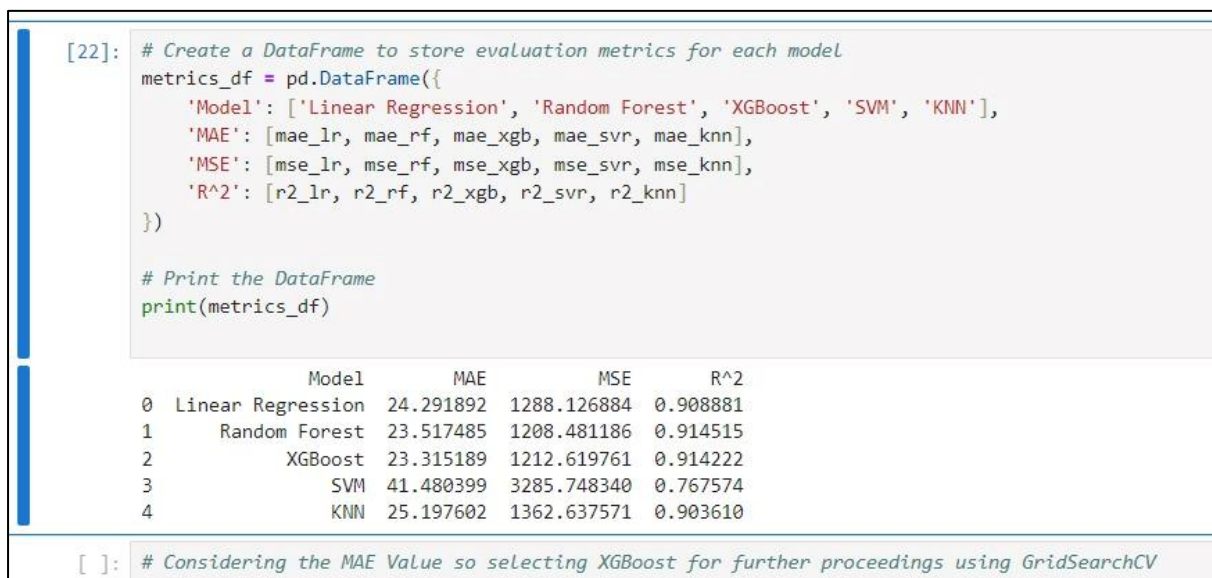 [22]: # Create a DataFrame to store evaluation metrics for each model
metrics_df = pd.DataFrame({
    'Model': ['Linear Regression', 'Random Forest', 'XGBoost', 'SVM', 'KNN'],
    'MAE': [mae_lr, mae_rf, mae_xgb, mae_svr, mae_knn],
    'MSE': [mse_lr, mse_rf, mse_xgb, mse_svr, mse_knn],
    'R^2': [r2_lr, r2_rf, r2_xgb, r2_svr, r2_knn]
})
# Print the DataFrame
print(metrics_df)
Model MAE MSE R^2
0 Linear Regression 24.291892 1288.126884 0.908881
1 Random Forest 23.517485 1208.481186 0.914515
2 XGBoost 23.315189 1212.619761 0.914222
3 SVM 41.480399 3285.748340 0.767574
4 KNN 25.197602 1362.637571 0.903610
[ ]: # Considering the MAE Value so selecting XGBoost for further proceedings using GridSearchCV